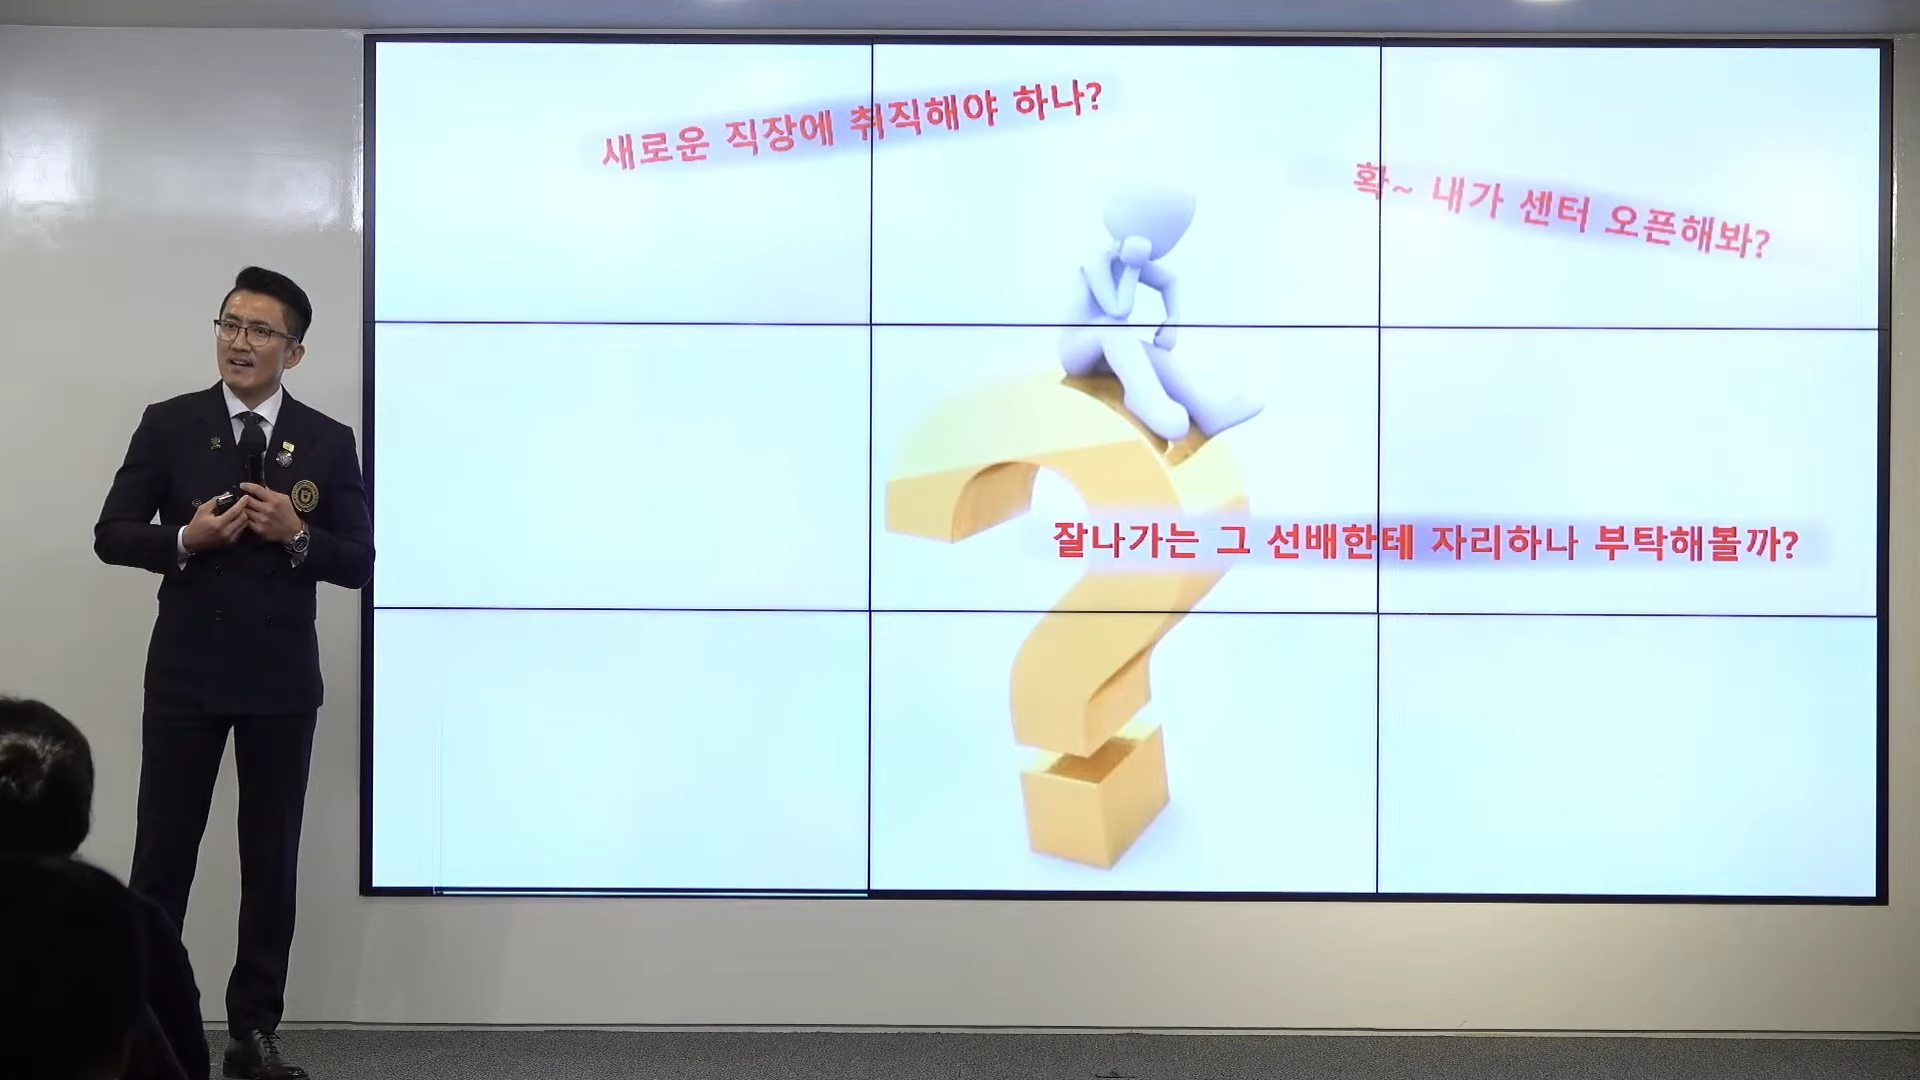 새로운 직장에 취직해야 하나?
확~ 내가 센터 오픈해봐?
잘나가는 그 선배한테 자리하나 부탁해볼까?